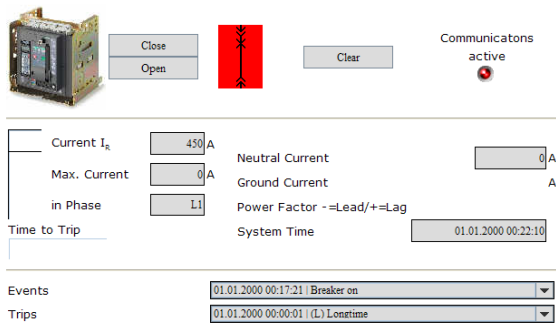 Close
Open
Clear
Communicatons
active
Current IR 450 A
Max. Current 0 A
in Phase L1
Time to Trip
Neutral Current 0 A
Ground Current A
Power Factor -=Lead/+=Lag
System Time 01.01.2000 00:22:10
Events 01.01.2000 00:17:21 | Breaker on
Trips 01.01.2000 00:00:01 | (L) Longtime